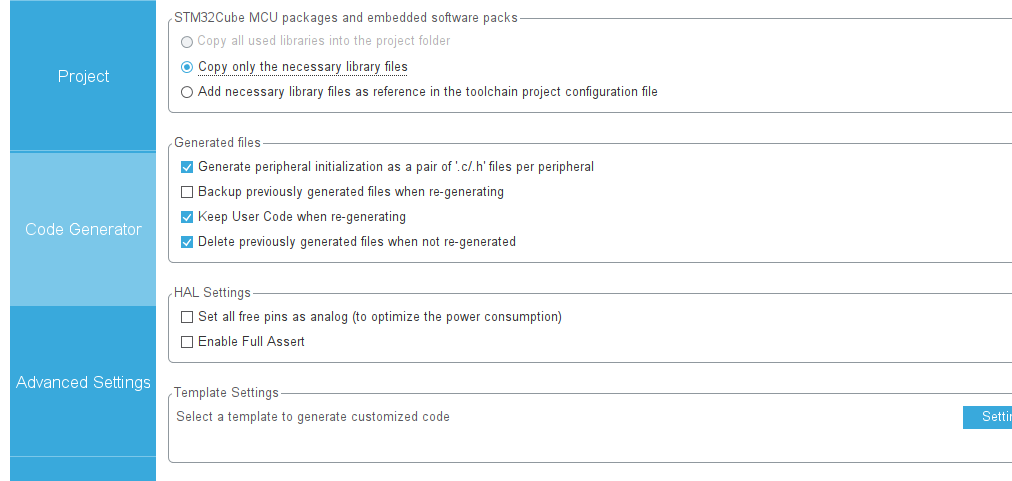 STM32Cube MCU packages and embedded software packs
Copy all used libraries into the project folder
Copy only the necessary library files
Add necessary library files as reference in the toolchain project configuration file
Project
Generated files
Generate peripheral initialization as a pair of '.c/.h' files per peripheral
Backup previously generated files when re-generating
Keep User Code when re-generating
Delete previously generated files when not re-generated
Code Generator
HAL Settings
Set all free pins as analog (to optimize the power consumption)
Enable Full Assert
Advanced Settings
Template Settings
Select a template to generate customized code